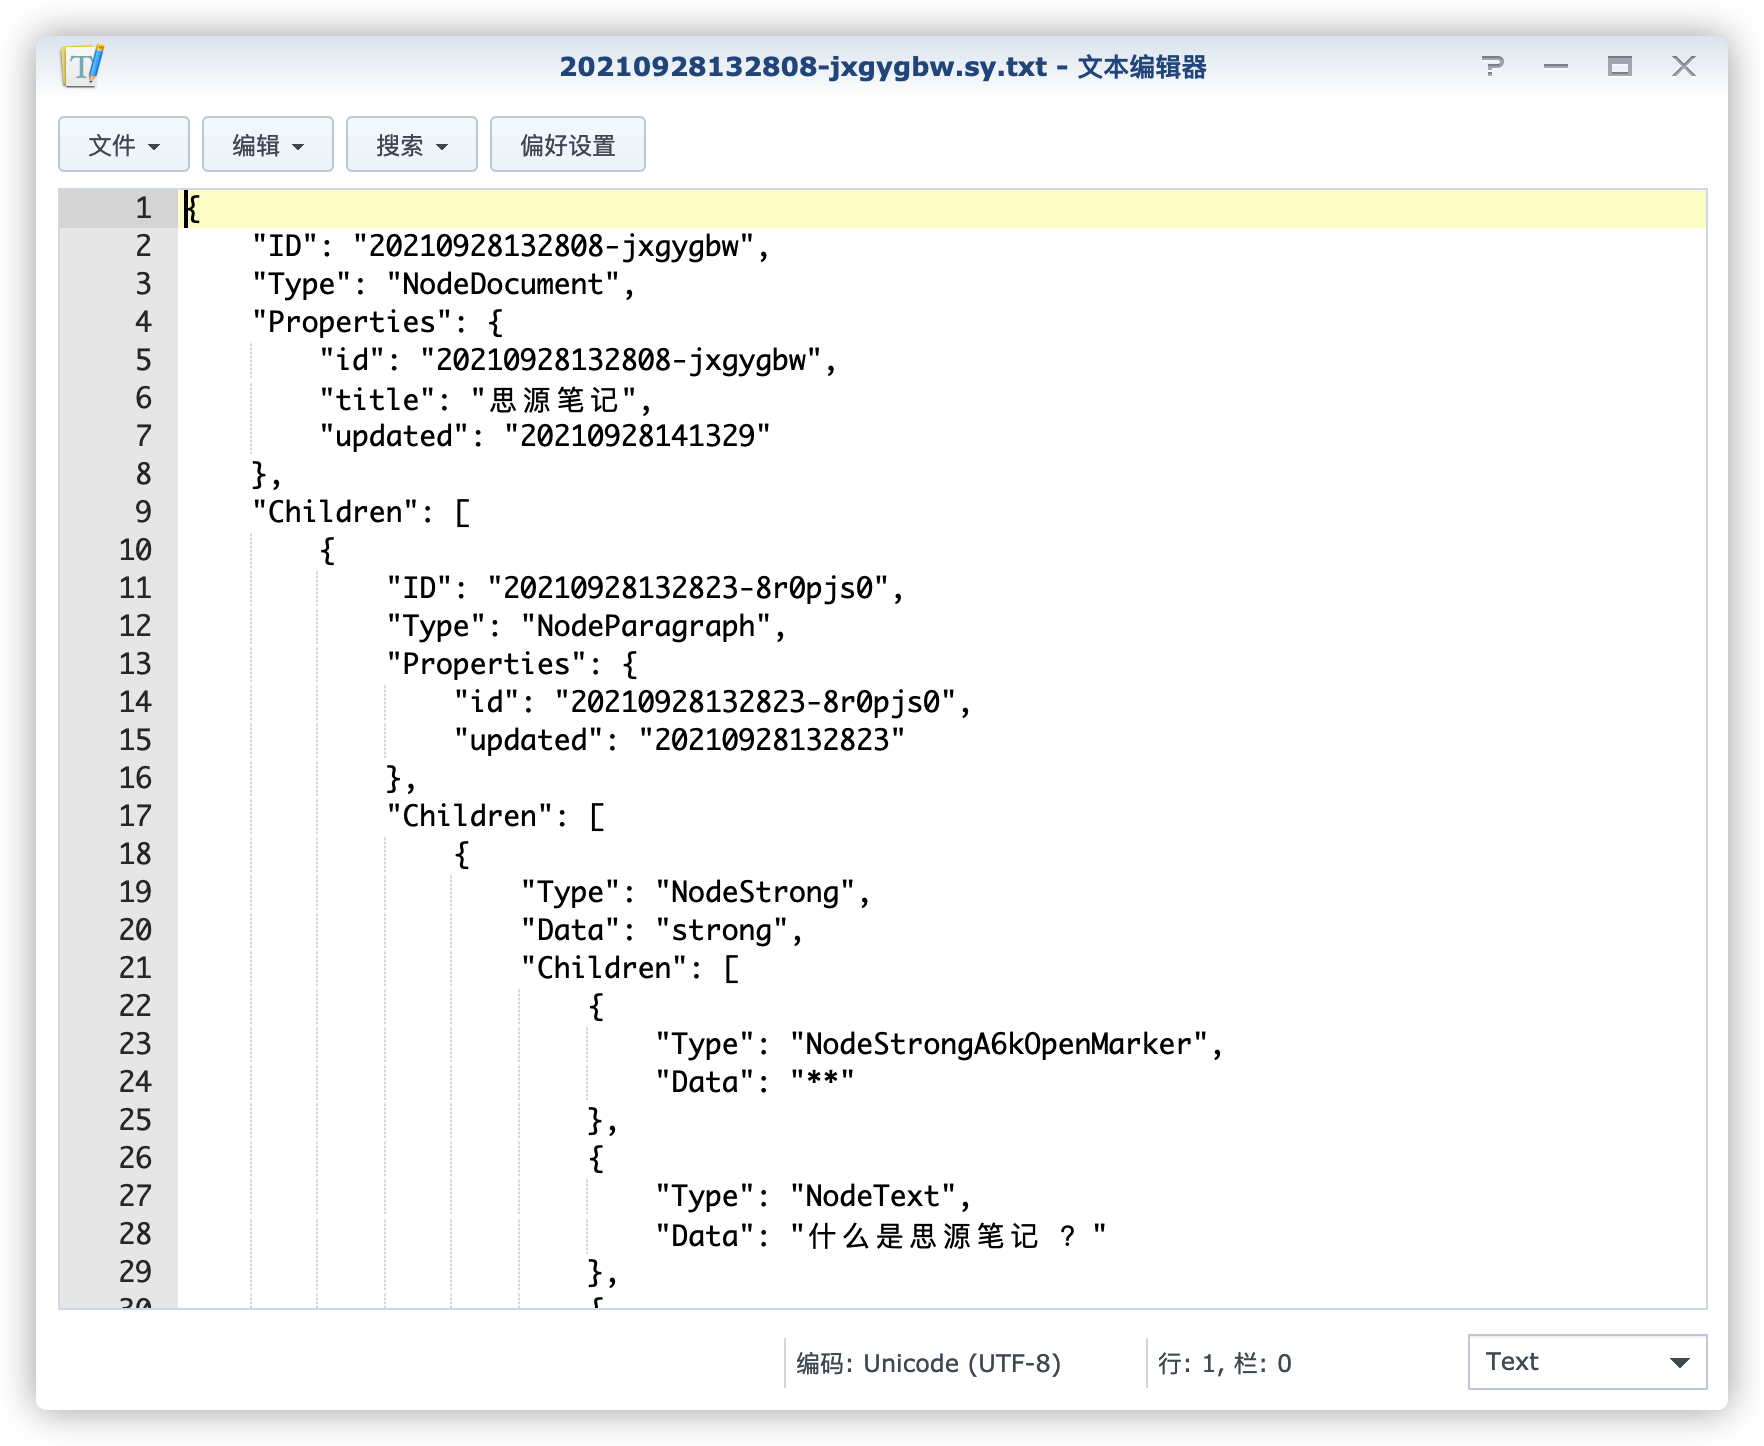 20210928132808-jxgygbw.sy.txt - 文本编辑器
文件 编辑 搜索 偏好设置
1 {
2 "ID": "20210928132808-jxgygbw",
3 "Type": "NodeDocument",
4 "Properties": {
5 "id": "20210928132808-jxgygbw",
6 "title": "思源笔记",
7 "updated": "20210928141329"
8 },
9 "Children": [
10 {
11 "ID": "20210928132823-8r0pjs0",
12 "Type": "NodeParagraph",
13 "Properties": {
14 "id": "20210928132823-8r0pjs0",
15 "updated": "20210928132823"
16 },
17 "Children": [
18 {
19 "Type": "NodeStrong",
20 "Data": "strong",
21 "Children": [
22 {
23 "Type": "NodeStrongA6kOpenMarker",
24 "Data": "**"
25 },
26 {
27 "Type": "NodeText",
28 "Data": "什么是思源笔记 ？"
29 },
30 {
编码: Unicode (UTF-8) 行: 1, 栏: 0 Text